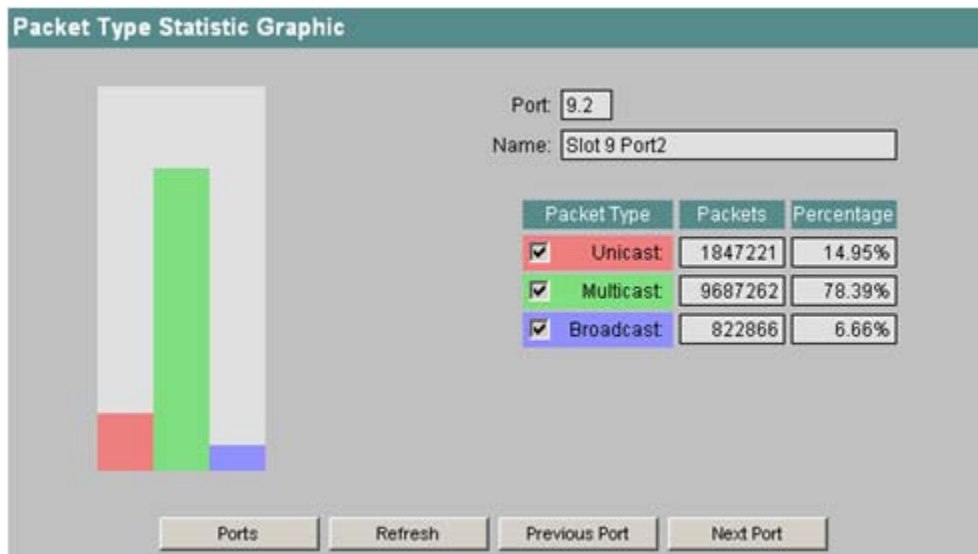 Packet Type Statistic Graphic
Port: 9.2
Name: Slot 9 Port2
Packet Type Packets Percentage
Unicast: 1847221 14.95%
Multicast: 9687262 78.39%
Broadcast: 822866 6.66%
Ports Refresh Previous Port Next Port